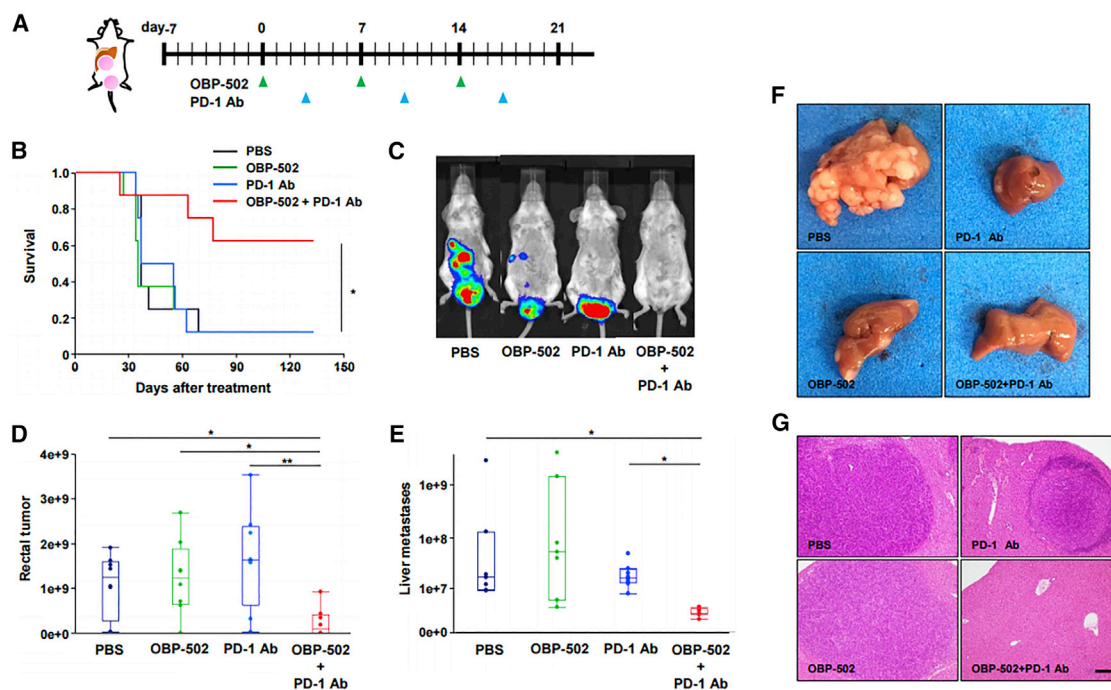 A
day-7 0 7 14 21
OBP-502
PD-1 Ab
B
PBS
OBP-502
PD-1 Ab
OBP-502 + PD-1 Ab
Survival
1.0
0.8
0.6
0.4
0.2
0
0 30 60 90 120 150
Days after treatment
*
C
PBS OBP-502 PD-1 Ab OBP-502
+
PD-1 Ab
D
*
*
**
Rectal tumor
4e+9
3e+9
2e+9
1e+9
0e+0
PBS OBP-502 PD-1 Ab OBP-502
+
PD-1 Ab
E
*
*
Liver metastases
1e+9
1e+8
1e+7
0e+0
PBS OBP-502 PD-1 Ab OBP-502
+
PD-1 Ab
F
PBS
PD-1 Ab
OBP-502
OBP-502+PD-1 Ab
G
PBS
PD-1 Ab
OBP-502
OBP-502+PD-1 Ab